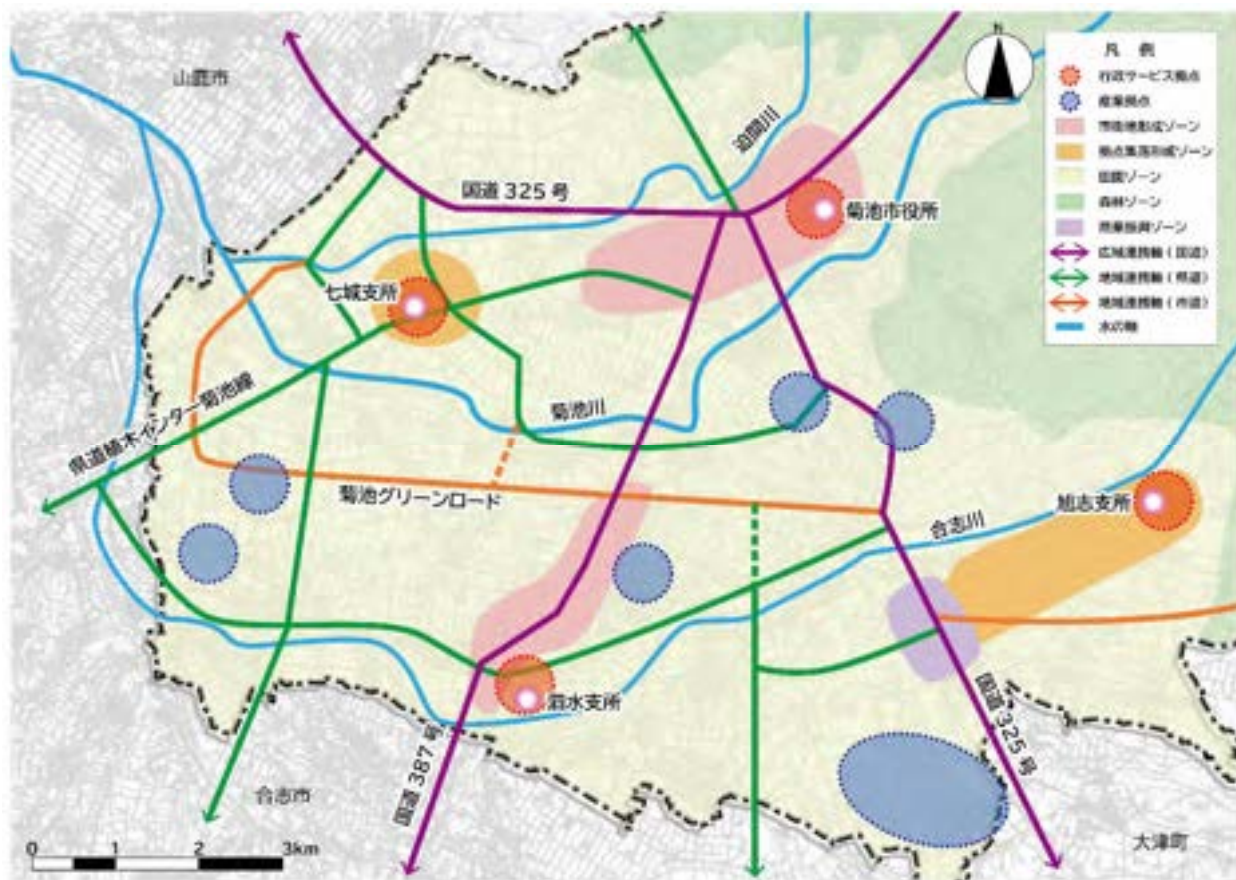 山鹿市
国道325号
迫間川
菊池市役所
七城支所
県道植木インター菊池線
菊池川
菊池グリーンロード
合志川
旭志支所
泗水支所
国道387号
国道325号
合志市
大津町
0 1 2 3km
N
凡例
行政サービス拠点
産業拠点
市街地形成ゾーン
拠点集落形成ゾーン
田園ゾーン
森林ゾーン
商業振興ゾーン
広域連携軸(国道)
地域連携軸(県道)
地域連携軸(市道)
水の軸